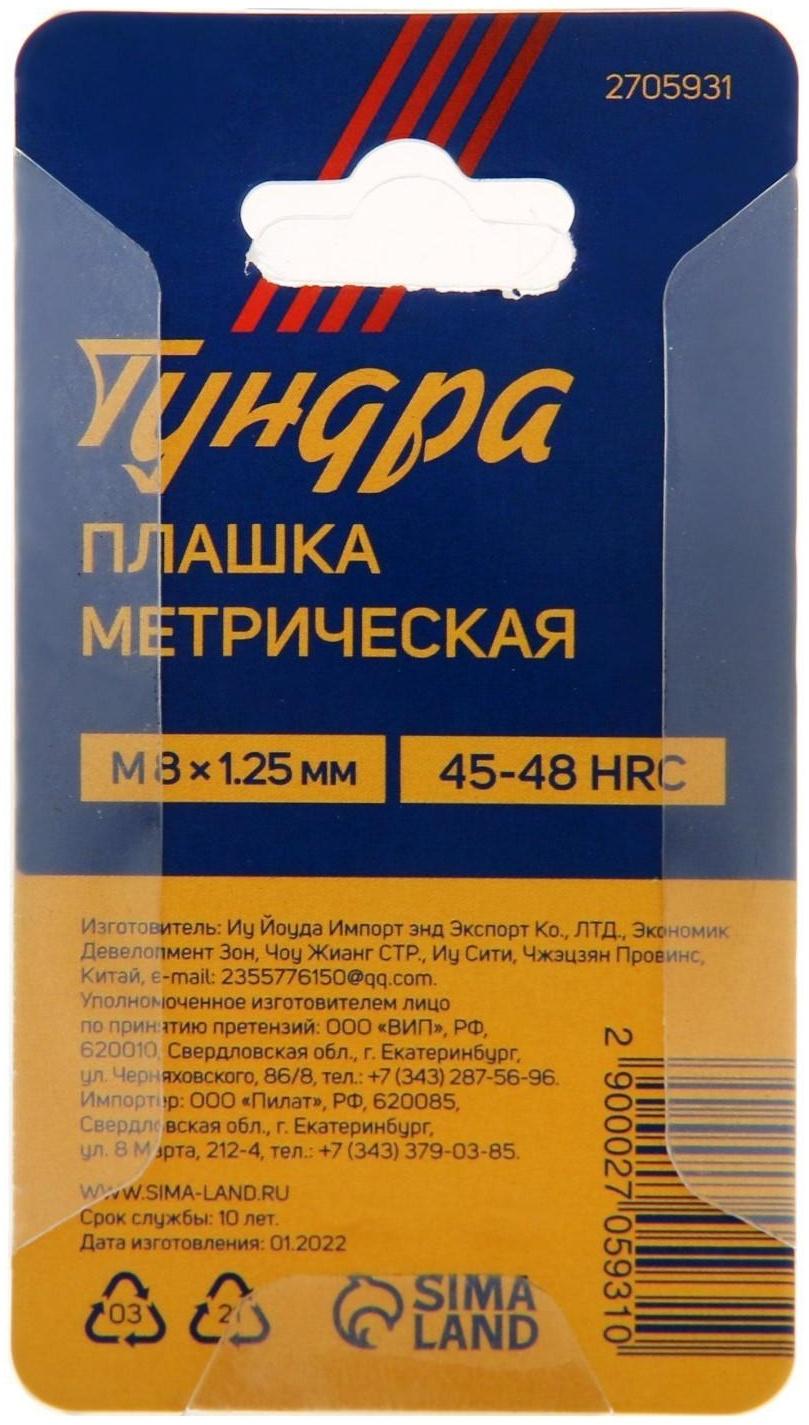 2705931
Тундра
ПЛАШКА
МЕТРИЧЕСКАЯ
М 8 × 1.25 мм
45-48 HRC
Изготовитель: Иу Йоуда Импорт энд Экспорт Ко., ЛТД., Экономик
Девелопмент Зон, Чоу Жианг СТР., Иу Сити, Чжэцзян Провинс,
Китай, e-mail: 2355776150@qq.com.
Уполномоченное изготовителем лицо
по принятию претензий: ООО «ВИП», РФ,
620010, Свердловская обл., г. Екатеринбург,
ул. Черняховского, 86/8, тел.: +7 (343) 287-56-96.
Импортер: ООО «Пилат», РФ, 620085,
Свердловская обл., г. Екатеринбург,
ул. 8 Марта, 212-4, тел.: +7 (343) 379-03-85.
WWW.SIMA-LAND.RU
Срок службы: 10 лет.
Дата изготовления: 01.2022
03
21
SIMA
LAND
2 900027 059310